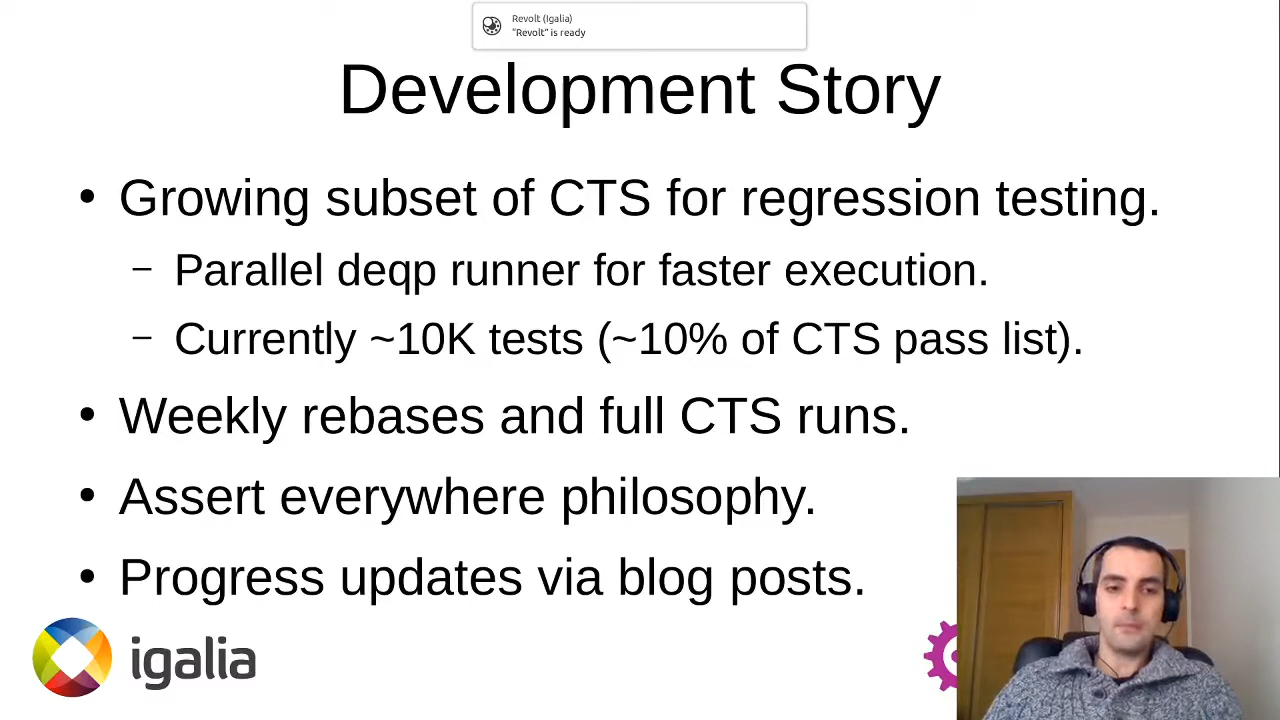 Revolt (Igalia)
"Revolt" is ready
Development Story
• Growing subset of CTS for regression testing.
– Parallel deqp runner for faster execution.
– Currently ~10K tests (~10% of CTS pass list).
• Weekly rebases and full CTS runs.
• Assert everywhere philosophy.
• Progress updates via blog posts.
igalia